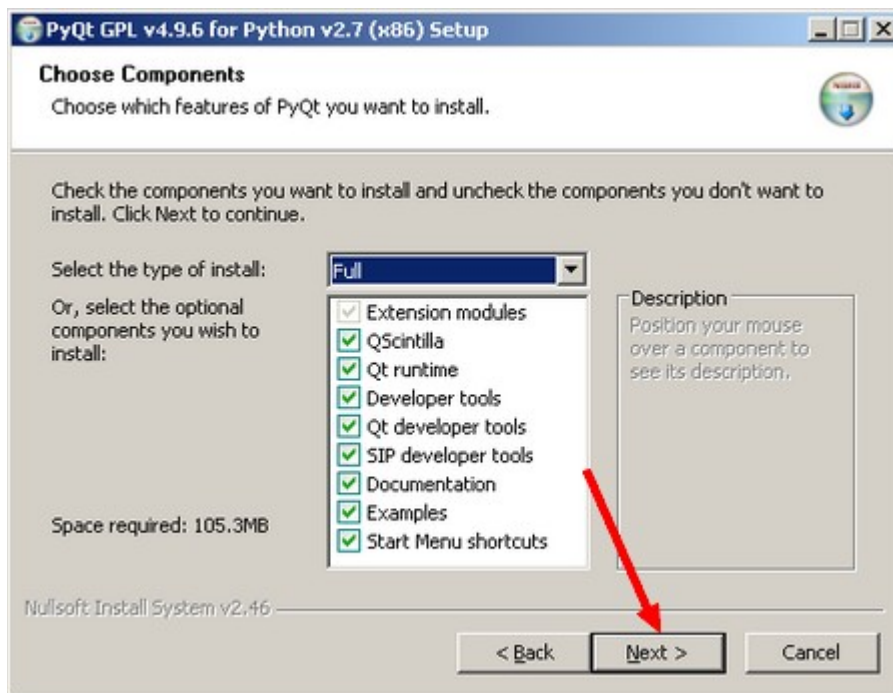 PyQt GPL v4.9.6 for Python v2.7 (x86) Setup
Choose Components
Choose which features of PyQt you want to install.
Check the components you want to install and uncheck the components you don't want to
install. Click Next to continue.
Select the type of install:
Full
Or, select the optional
components you wish to
install:
Extension modules
QScintilla
Qt runtime
Developer tools
Qt developer tools
SIP developer tools
Documentation
Examples
Start Menu shortcuts
Description
Position your mouse
over a component to
see its description.
Space required: 105.3MB
Nullsoft Install System v2.46
< Back
Next >
Cancel